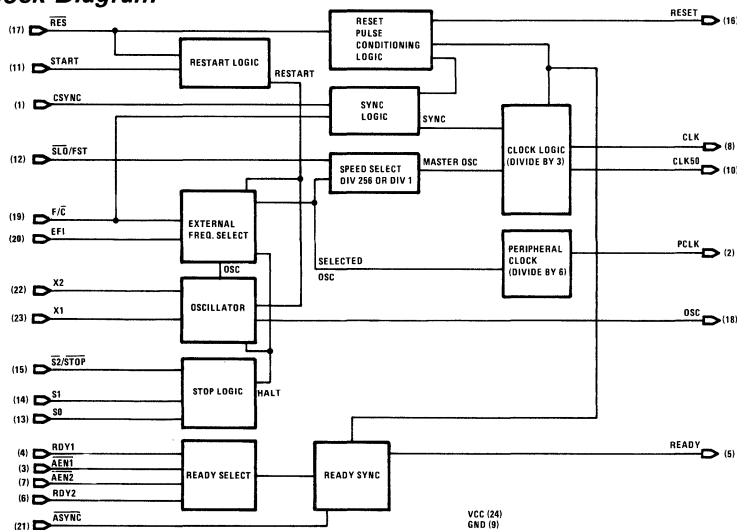 ock Diagram
(17) RES
(11) START
(1) CSYNC
(12) SLO/FST
(19) F/C
(20) EFI
(22) X2
(23) X1
(15) S2/STOP
(14) S1
(13) S0
(4) RDY1
(3) AEN1
(7) AEN2
(6) RDY2
(21) ASYNC
RESTART LOGIC
RESTART
RESET
PULSE
CONDITIONING
LOGIC
SYNC
LOGIC
SYNC
SPEED SELECT
DIV 256 OR DIV 1
MASTER OSC
CLOCK LOGIC
(DIVIDE BY 3)
EXTERNAL
FREQ. SELECT
OSC
SELECTED
OSC
PERIPHERAL
CLOCK
(DIVIDE BY 6)
OSCILLATOR
STOP LOGIC
HALT
READY SELECT
READY SYNC
RESET (16)
CLK (8)
CLK50 (10)
PCLK (2)
OSC (18)
READY (5)
VCC (24)
GND (9)